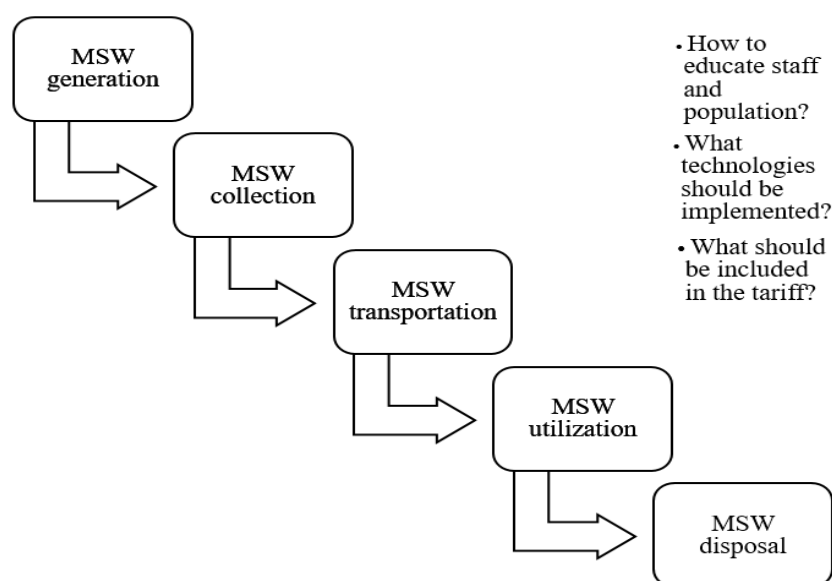 MSW
generation
MSW
collection
MSW
transportation
MSW
utilization
MSW
disposal
• How to
educate staff
and
population?
• What
technologies
should be
implemented?
• What should
be included
in the tariff?